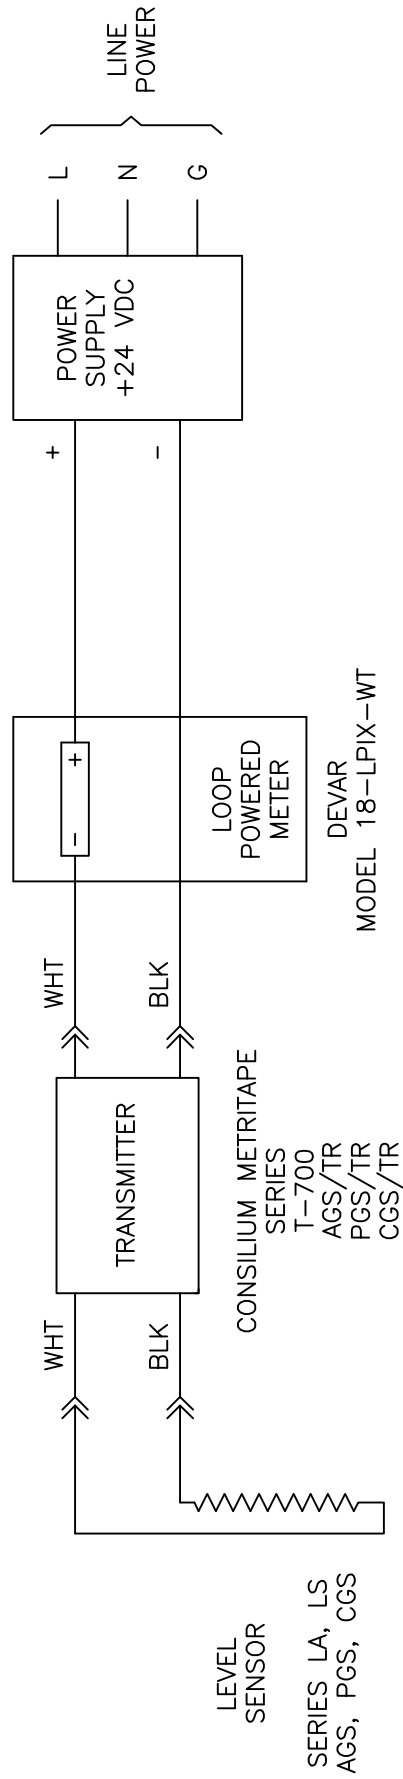 LEVEL
SENSOR
SERIES LA, LS
AGS, PGS, CGS
WHT
BLK
TRANSMITTER
CONSILIUM METRITAPE
SERIES
T-700
AGS/TR
PGS/TR
CGS/TR
WHT
BLK
- +
LOOP
POWERED
METER
DEVAR
MODEL 18-LPIX-WT
+
-
POWER
SUPPLY
+24 VDC
L
N
G
LINE
POWER